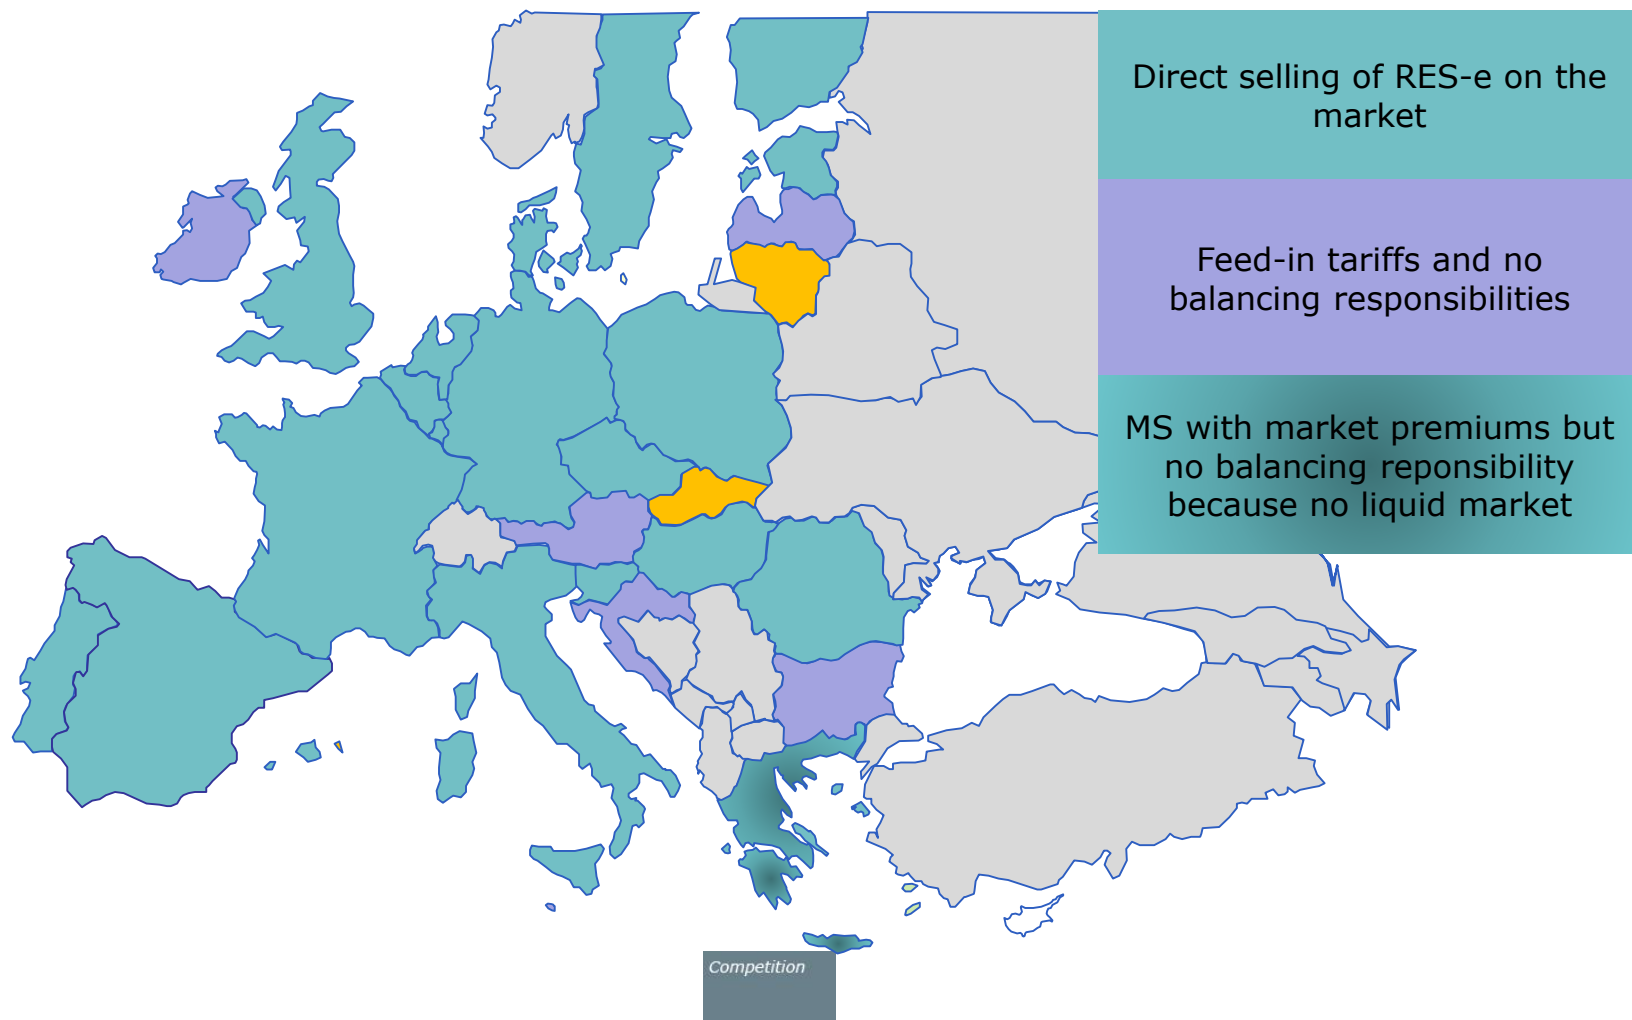 Direct selling of RES-e on the
market
Feed-in tariffs and no
balancing responsibilities
MS with market premiums but
no balancing reponsibility
because no liquid market
Competition